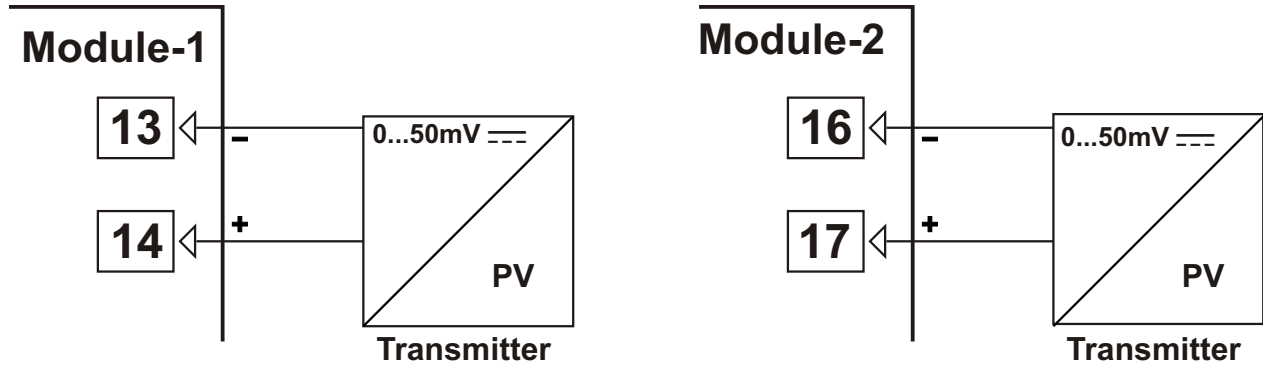 Module-1
13
-
0...50mV
14
+
PV
Transmitter
Module-2
16
-
0...50mV
17
+
PV
Transmitter